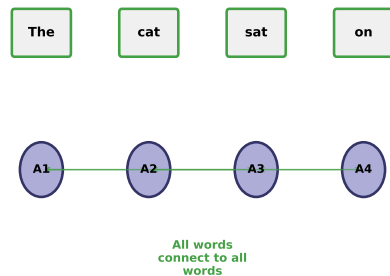 The cat sat on
A1 A2 A3 A4
All words
connect to all
words